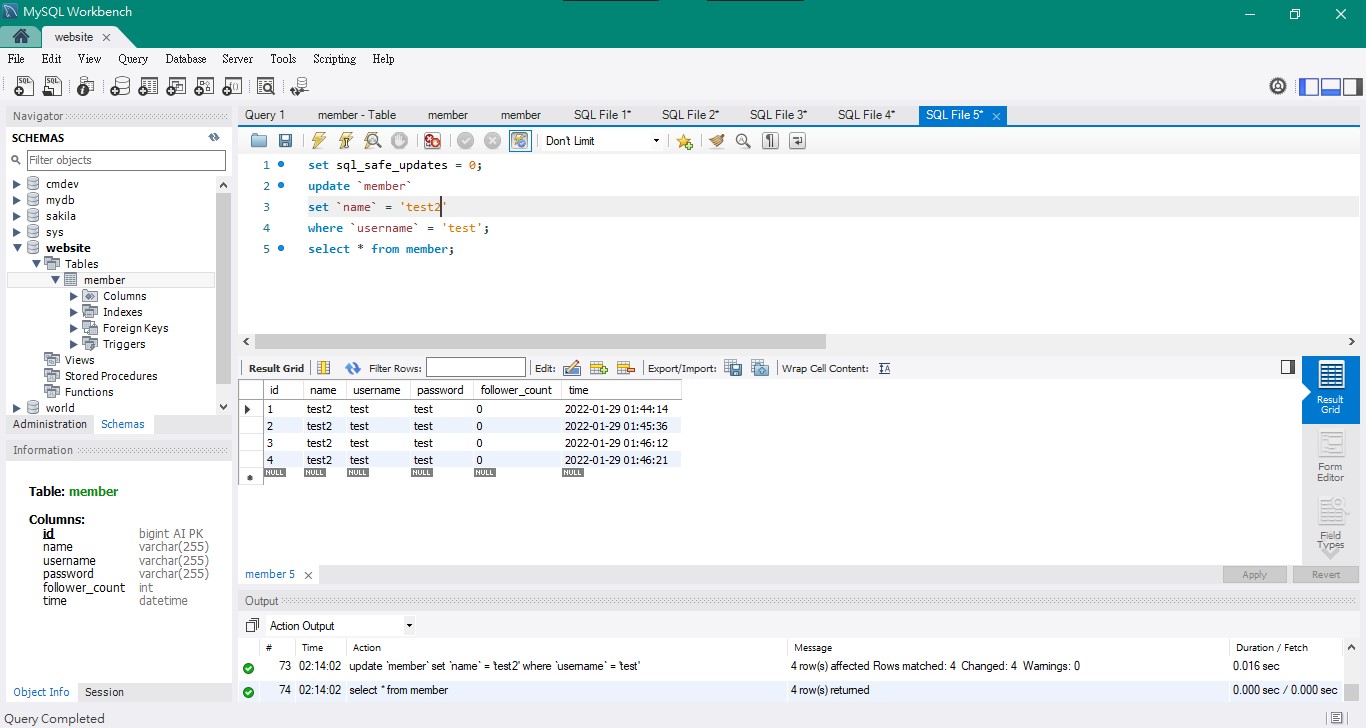 MySQL Workbench
website
File Edit View Query Database Server Tools Scripting Help
Navigator
SCHEMAS
Filter objects
cmdev
mydb
sakila
sys
website
Tables
member
Columns
Indexes
Foreign Keys
Triggers
Views
Stored Procedures
Functions
world
Administration Schemas
Information
Table: member
Columns:
id bigint AI PK
name varchar(255)
username varchar(255)
password varchar(255)
follower_count int
time datetime
Object Info Session
Query 1 member - Table member member SQL File 1* SQL File 2* SQL File 3* SQL File 4* SQL File 5*
Don't Limit
1 set sql_safe_updates = 0;
2 update `member`
3 set `name` = 'test2'
4 where `username` = 'test';
5 select * from member;
Result Grid Filter Rows: Edit: Export/Import: Wrap Cell Content:
id name username password follower_count time
1 test2 test test 0 2022-01-29 01:44:14
2 test2 test test 0 2022-01-29 01:45:36
3 test2 test test 0 2022-01-29 01:46:12
4 test2 test test 0 2022-01-29 01:46:21
NULL NULL NULL NULL NULL NULL
Result
Grid
Form
Editor
Field
Types
member 5 Apply Revert
Output
Action Output
# Time Action Message Duration / Fetch
73 02:14:02 update `member` set `name` = 'test2' where `username` = 'test' 4 row(s) affected Rows matched: 4 Changed: 4 Warnings: 0 0.016 sec
74 02:14:02 select * from member 4 row(s) returned 0.000 sec / 0.000 sec
Query Completed